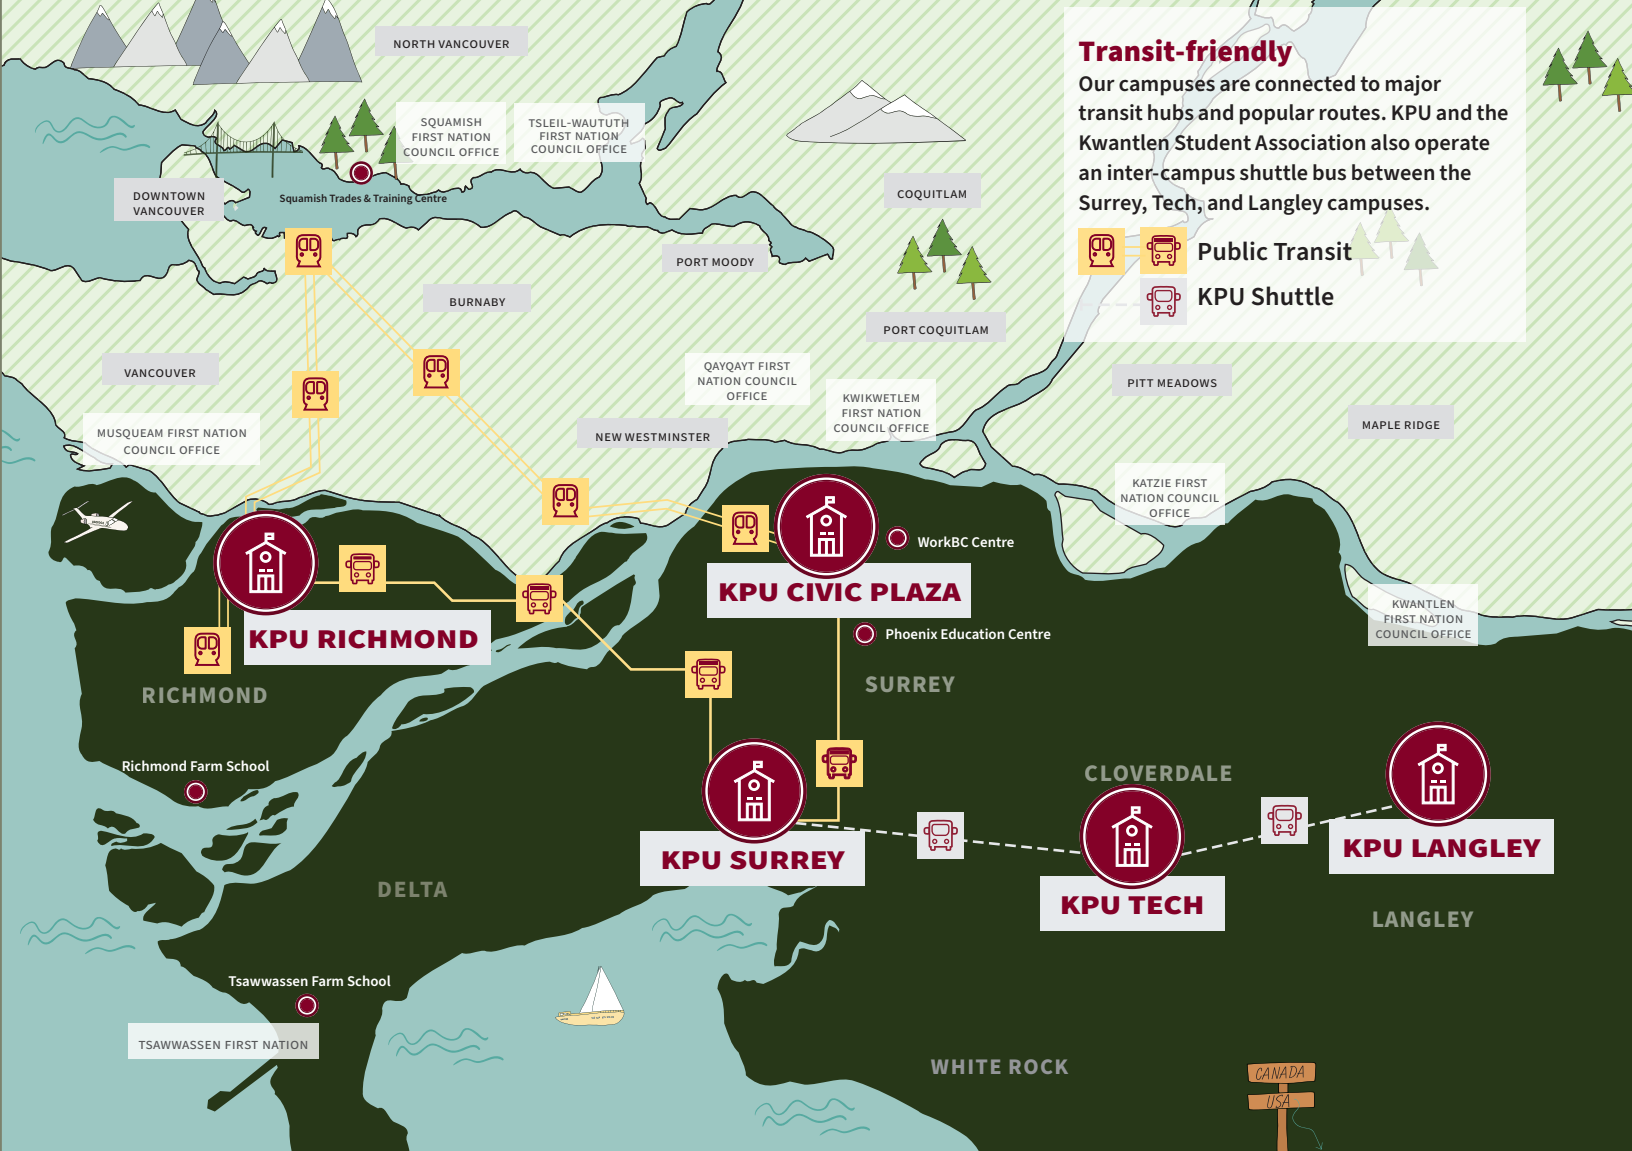 NORTH VANCOUVER
SQUAMISH
FIRST NATION
COUNCIL OFFICE
TSLEIL-WAUTUTH
FIRST NATION
COUNCIL OFFICE
DOWNTOWN
VANCOUVER
Squamish Trades & Training Centre
COQUITLAM
PORT MOODY
BURNABY
PORT COQUITLAM
Transit-friendly
Our campuses are connected to major
transit hubs and popular routes. KPU and the
Kwantlen Student Association also operate
an inter-campus shuttle bus between the
Surrey, Tech, and Langley campuses.
Public Transit
KPU Shuttle
VANCOUVER
QAYQAYT FIRST
NATION COUNCIL
OFFICE
KWIKWETLEM
FIRST NATION
COUNCIL OFFICE
PITT MEADOWS
MAPLE RIDGE
MUSQUEAM FIRST NATION
COUNCIL OFFICE
NEW WESTMINSTER
KATZIE FIRST
NATION COUNCIL
OFFICE
WorkBC Centre
KPU CIVIC PLAZA
KWANTLEN
FIRST NATION
COUNCIL OFFICE
KPU RICHMOND
Phoenix Education Centre
RICHMOND
SURREY
Richmond Farm School
CLOVERDALE
KPU SURREY
KPU LANGLEY
DELTA
KPU TECH
LANGLEY
Tsawwassen Farm School
TSAWWASSEN FIRST NATION
WHITE ROCK
CANADA
USA